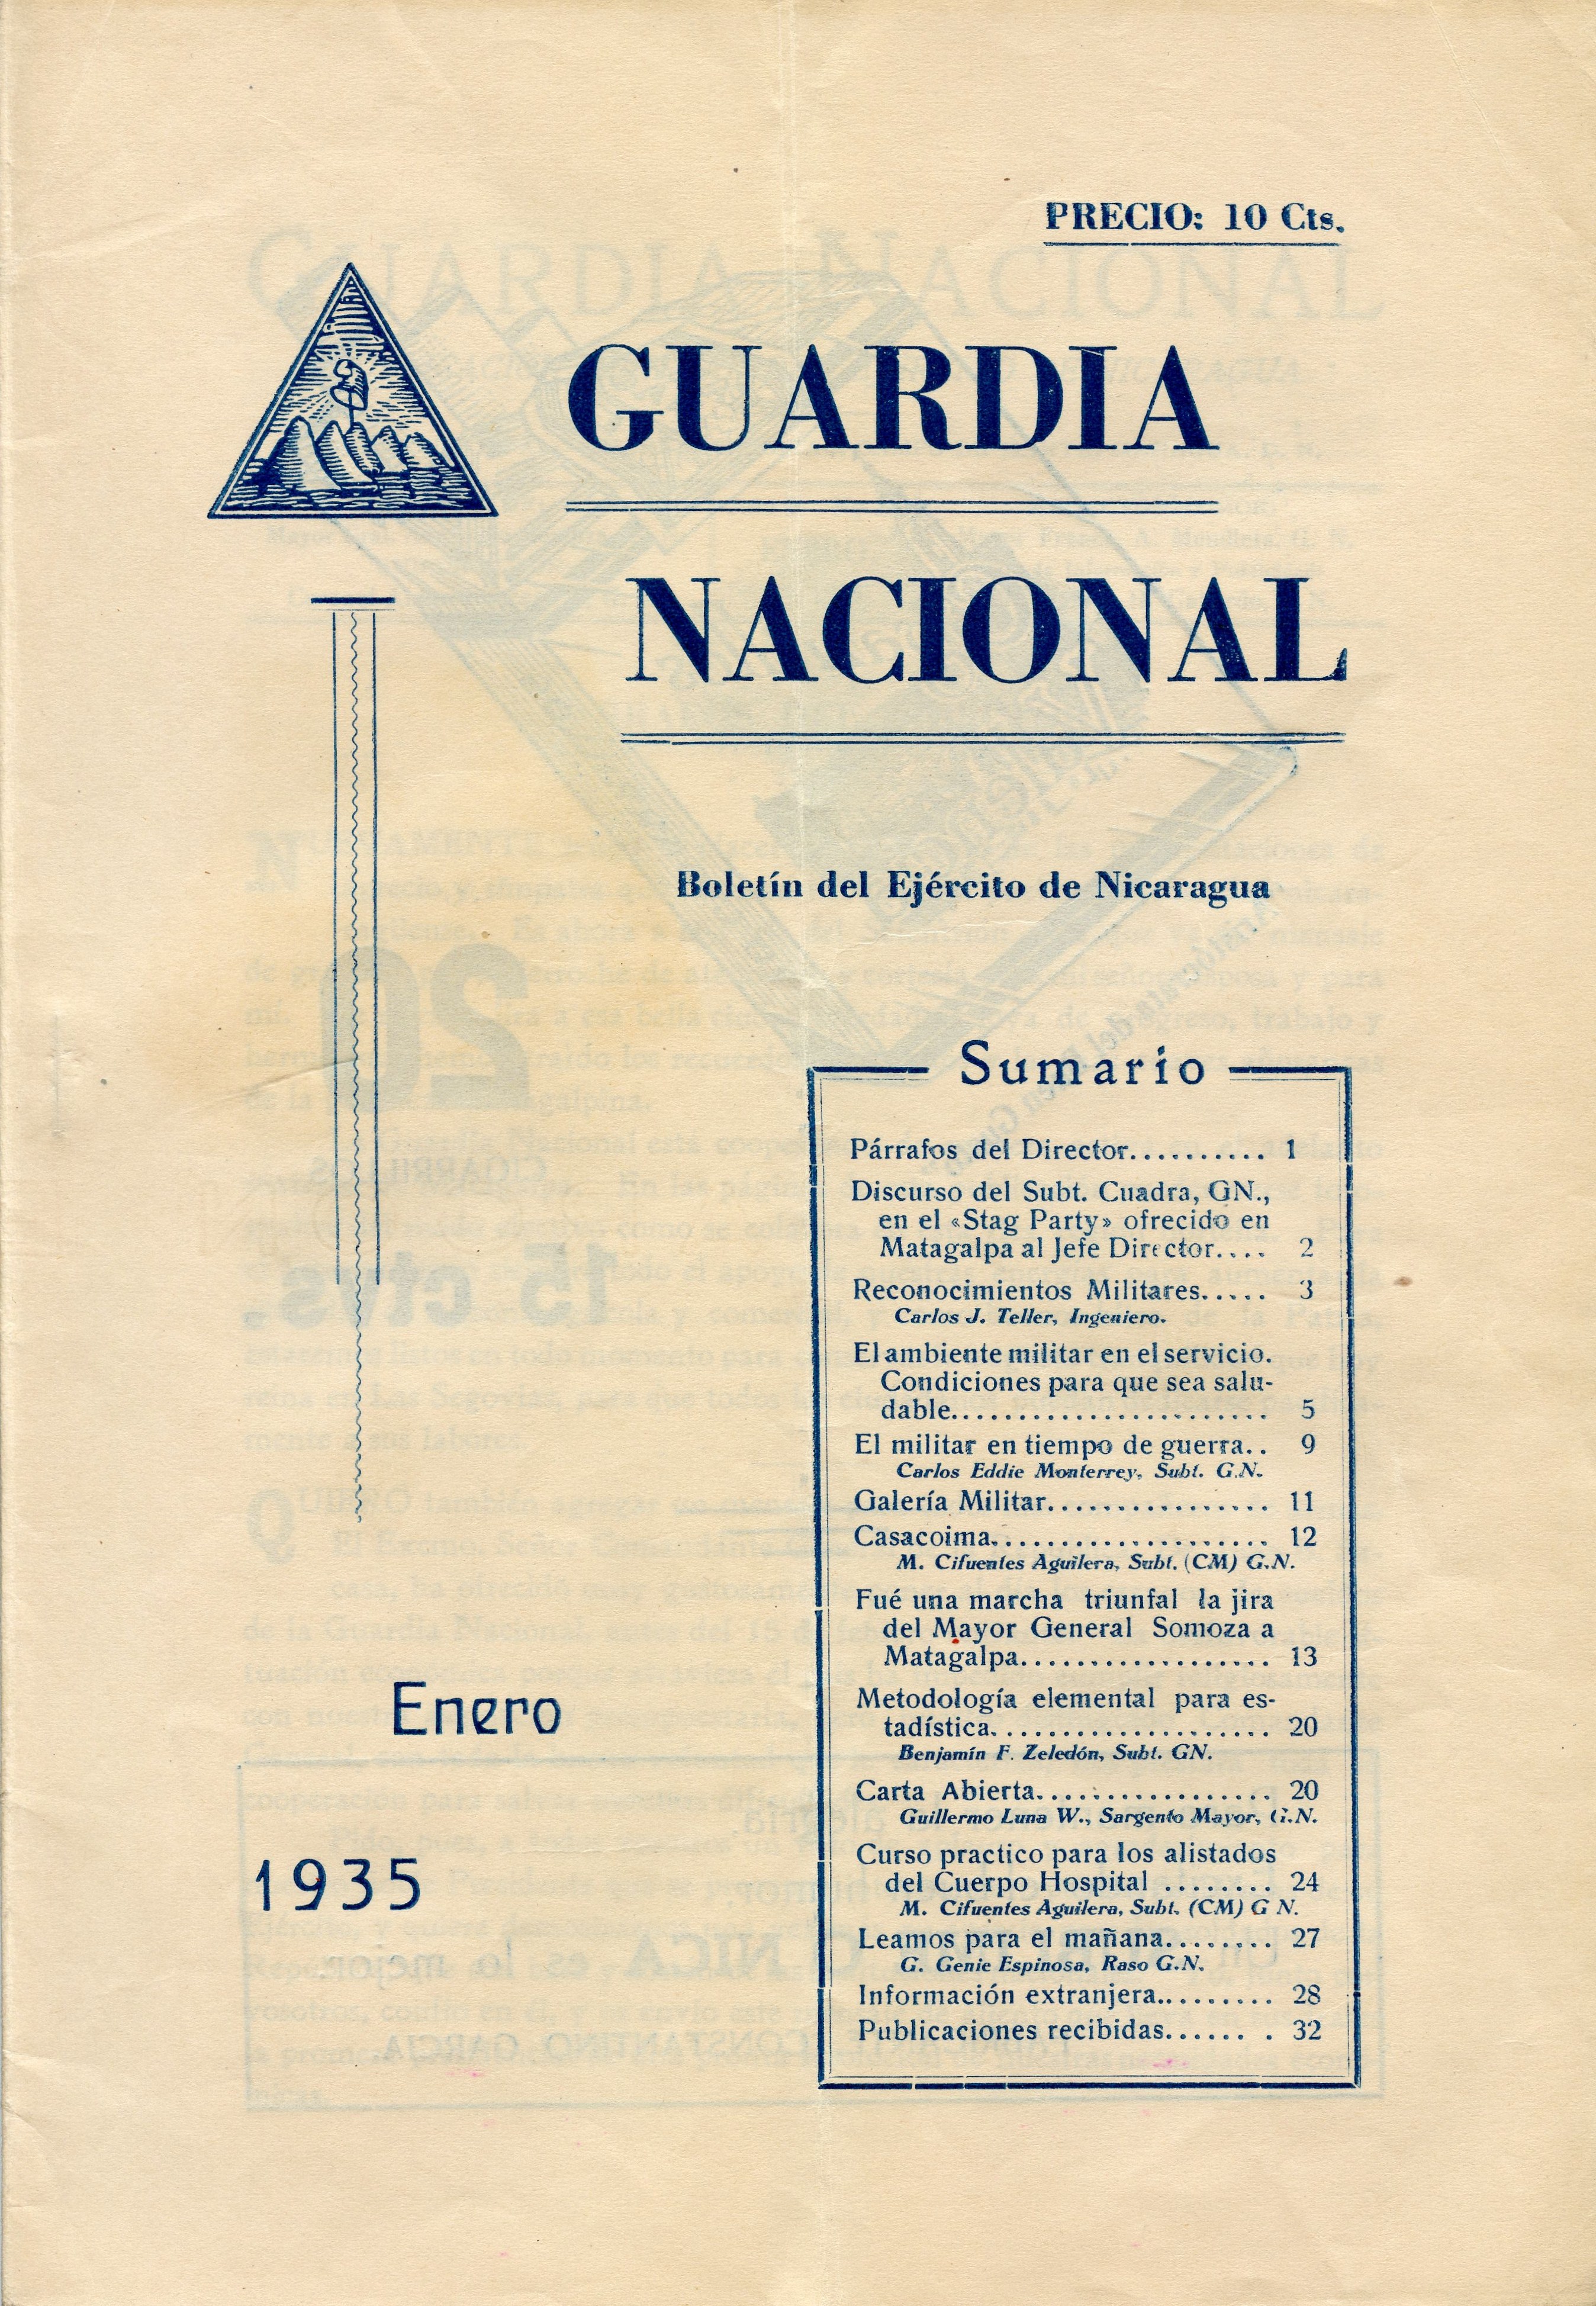 PRECIO: 10 Cts.
GUARDIA
NACIONAL
Boletín del Ejército de Nicaragua
Sumario
Párrafos del Director.......... 1
Discurso del Subt. Cuadra, GN.,
en el «Stag Party» ofrecido en
Matagalpa al Jefe Director.... 2
Reconocimientos Militares..... 3
Carlos J. Teller, Ingeniero.
El ambiente militar en el servicio.
Condiciones para que sea salu-
dable....................... 5
El militar en tiempo de guerra.. 9
Carlos Eddie Monterrey, Subt. G.N.
Galería Militar................ 11
Casacoima.................... 12
M. Cifuentes Aguilera, Subt. (CM) G.N.
Fué una marcha triunfal la jira
del Mayor General Somoza a
Matagalpa.................. 13
Metodología elemental para es-
tadística.................... 20
Benjamín F. Zeledón, Subt. GN.
Carta Abierta................. 20
Guillermo Luna W., Sargento Mayor, G.N.
Curso practico para los alistados
del Cuerpo Hospital ........ 24
M. Cifuentes Aguilera, Subt. (CM) G N.
Leamos para el mañana........ 27
G. Genie Espinosa, Raso G.N.
Información extranjera......... 28
Publicaciones recibidas...... . 32
Enero
1935